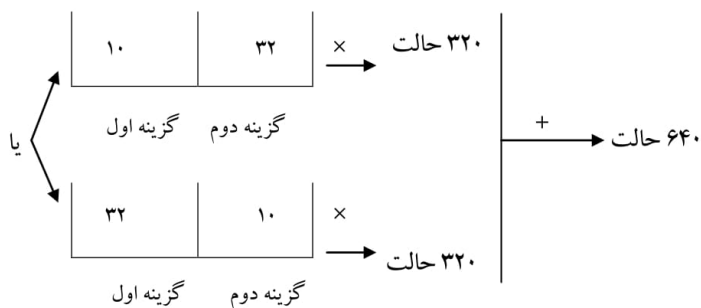 ۱۰ ۳۲ × ۳۲۰ حالت
گزینه اول گزینه دوم
یا
+ ۶۴۰ حالت
۳۲ ۱۰ × ۳۲۰ حالت
گزینه اول گزینه دوم